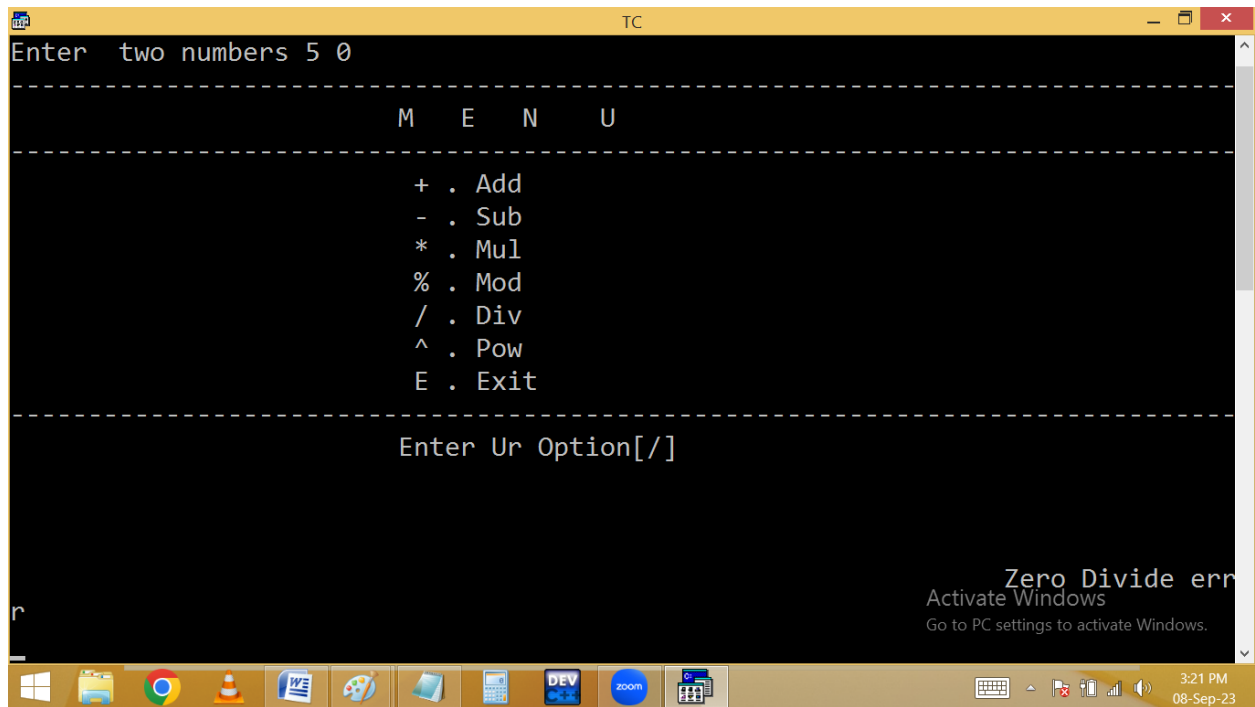 TC
Enter  two numbers 5 0
--------------------------------------------------------------------------------
M   E   N    U
--------------------------------------------------------------------------------
+ . Add
- . Sub
* . Mul
% . Mod
/ . Div
^ . Pow
E . Exit
--------------------------------------------------------------------------------
Enter Ur Option[/]
Zero Divide err
r
Activate Windows
Go to PC settings to activate Windows.
W
DEV
C++
zoom
3:21 PM
08-Sep-23